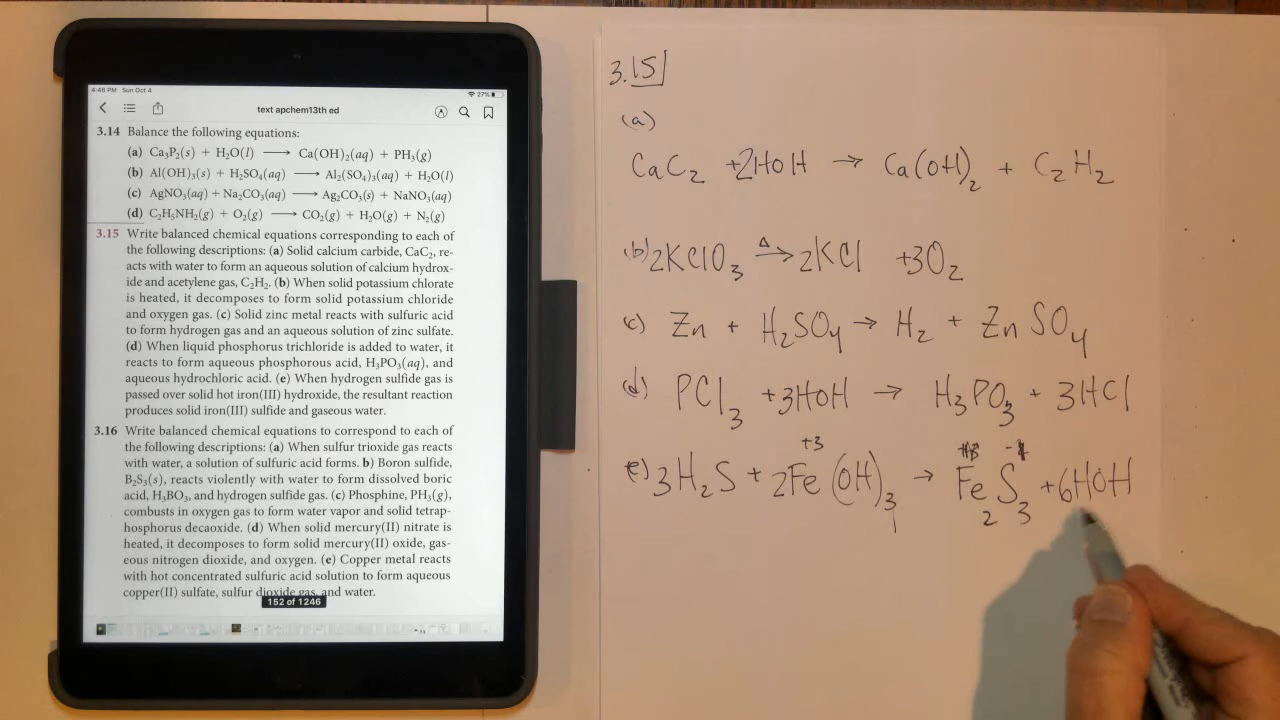 4:46 PM Sun Oct 4
27%
text apchem13th ed
3.14 Balance the following equations:
(a) Ca₃P₂(s) + H₂O(l) ⟶ Ca(OH)₂(aq) + PH₃(g)
(b) Al(OH)₃(s) + H₂SO₄(aq) ⟶ Al₂(SO₄)₃(aq) + H₂O(l)
(c) AgNO₃(aq) + Na₂CO₃(aq) ⟶ Ag₂CO₃(s) + NaNO₃(aq)
(d) C₂H₅NH₂(g) + O₂(g) ⟶ CO₂(g) + H₂O(g) + N₂(g)
3.15 Write balanced chemical equations corresponding to each of
the following descriptions: (a) Solid calcium carbide, CaC₂, re-
acts with water to form an aqueous solution of calcium hydrox-
ide and acetylene gas, C₂H₂. (b) When solid potassium chlorate
is heated, it decomposes to form solid potassium chloride
and oxygen gas. (c) Solid zinc metal reacts with sulfuric acid
to form hydrogen gas and an aqueous solution of zinc sulfate.
(d) When liquid phosphorus trichloride is added to water, it
reacts to form aqueous phosphorous acid, H₃PO₃(aq), and
aqueous hydrochloric acid. (e) When hydrogen sulfide gas is
passed over solid hot iron(III) hydroxide, the resultant reaction
produces solid iron(III) sulfide and gaseous water.
3.16 Write balanced chemical equations to correspond to each of
the following descriptions: (a) When sulfur trioxide gas reacts
with water, a solution of sulfuric acid forms. b) Boron sulfide,
B₂S₃(s), reacts violently with water to form dissolved boric
acid, H₃BO₃, and hydrogen sulfide gas. (c) Phosphine, PH₃(g),
combusts in oxygen gas to form water vapor and solid tetrap-
hosphorus decaoxide. (d) When solid mercury(II) nitrate is
heated, it decomposes to form solid mercury(II) oxide, gas-
eous nitrogen dioxide, and oxygen. (e) Copper metal reacts
with hot concentrated sulfuric acid solution to form aqueous
copper(II) sulfate, sulfur dioxide gas, and water.
152 of 1246
3.15
(a)
CaC₂ + 2HOH → Ca(OH)₂ + C₂H₂
(b) 2KClO₃ →Δ 2KCl + 3O₂
(c) Zn + H₂SO₄ → H₂ + ZnSO₄
(d) PCl₃ + 3HOH → H₃PO₃ + 3HCl
+3
(e) 3H₂S + 2Fe(OH)₃ → Fe₂S₃ + 6HOH